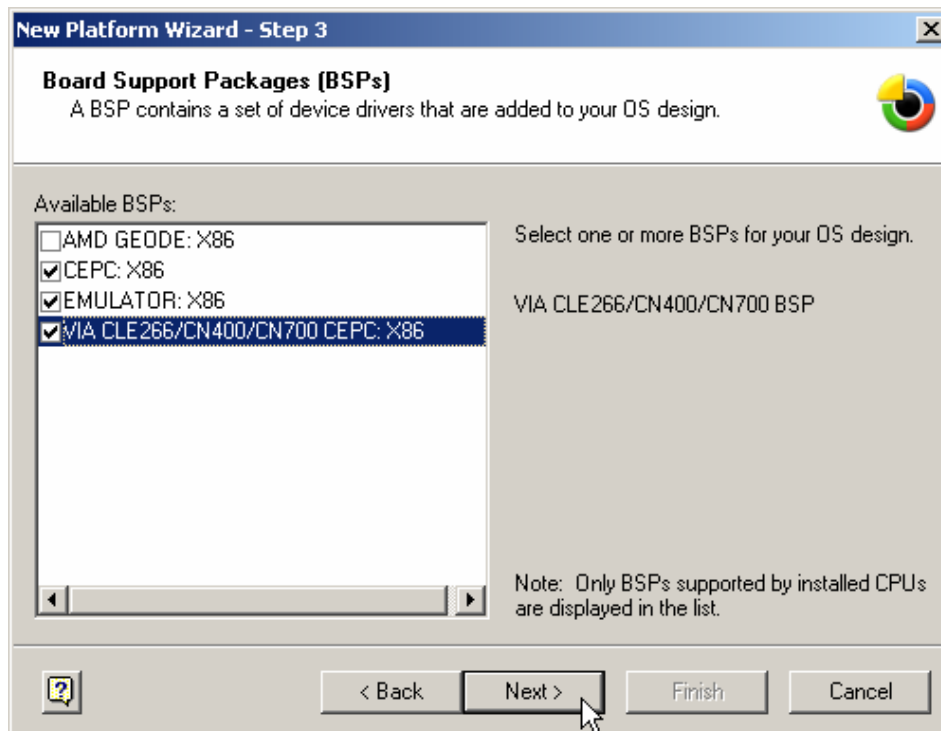 New Platform Wizard - Step 3
Board Support Packages (BSPs)
A BSP contains a set of device drivers that are added to your OS design.
Available BSPs:
AMD GEODE: X86
CEPC: X86
EMULATOR: X86
VIA CLE266/CN400/CN700 CEPC: X86
Select one or more BSPs for your OS design.
VIA CLE266/CN400/CN700 BSP
Note: Only BSPs supported by installed CPUs
are displayed in the list.
< Back
Next >
Finish
Cancel